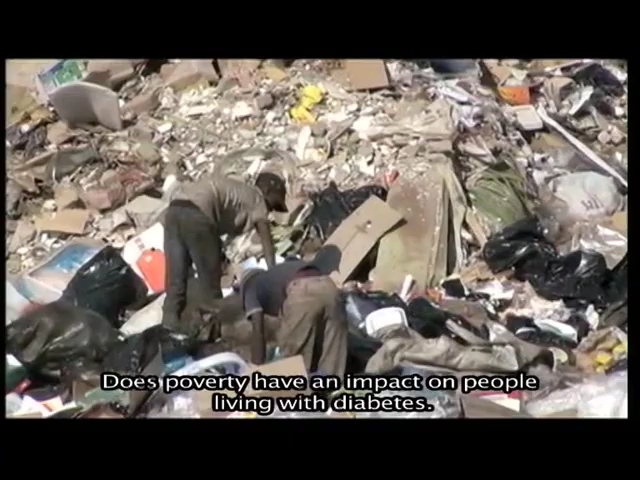 Does poverty have an impact on people
living with diabetes.